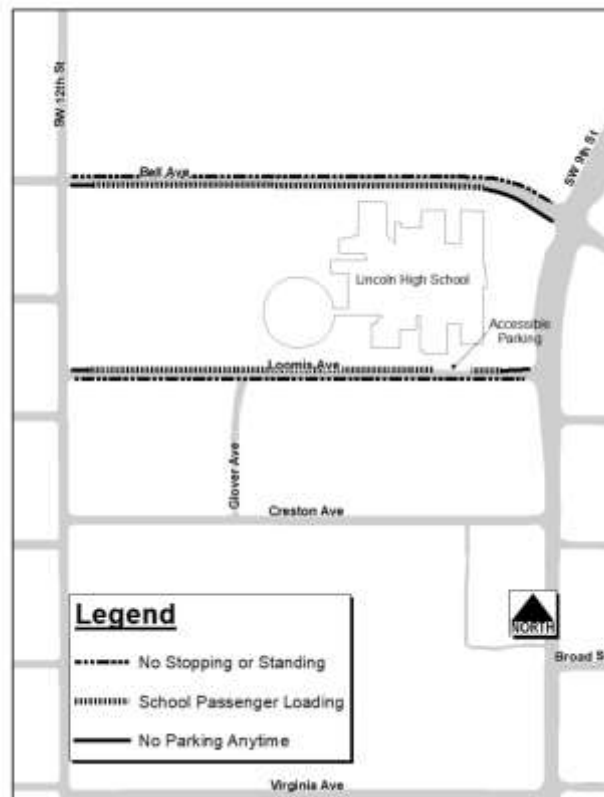 SW 12th St
SW 9th St
Bell Ave
Lincoln High School
Accessible
Parking
Loomis Ave
Glover Ave
Creston Ave
Legend
No Stopping or Standing
School Passenger Loading
No Parking Anytime
NORTH
Broad S
Virginia Ave